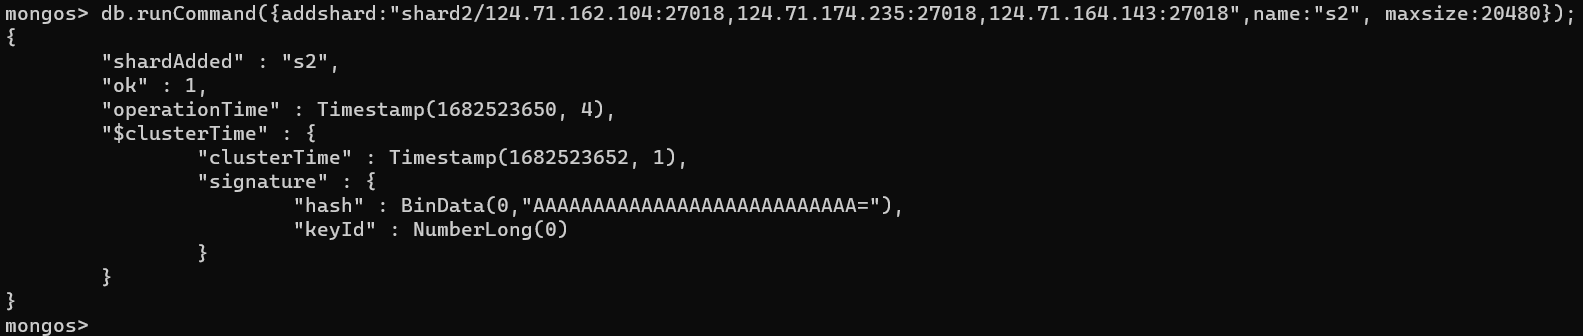 mongos> db.runCommand({addshard:"shard2/124.71.162.104:27018,124.71.174.235:27018,124.71.164.143:27018",name:"s2", maxsize:20480});
{
        "shardAdded" : "s2",
        "ok" : 1,
        "operationTime" : Timestamp(1682523650, 4),
        "$clusterTime" : {
                "clusterTime" : Timestamp(1682523652, 1),
                "signature" : {
                        "hash" : BinData(0,"AAAAAAAAAAAAAAAAAAAAAAAAAAA="),
                        "keyId" : NumberLong(0)
                }
        }
}
mongos>